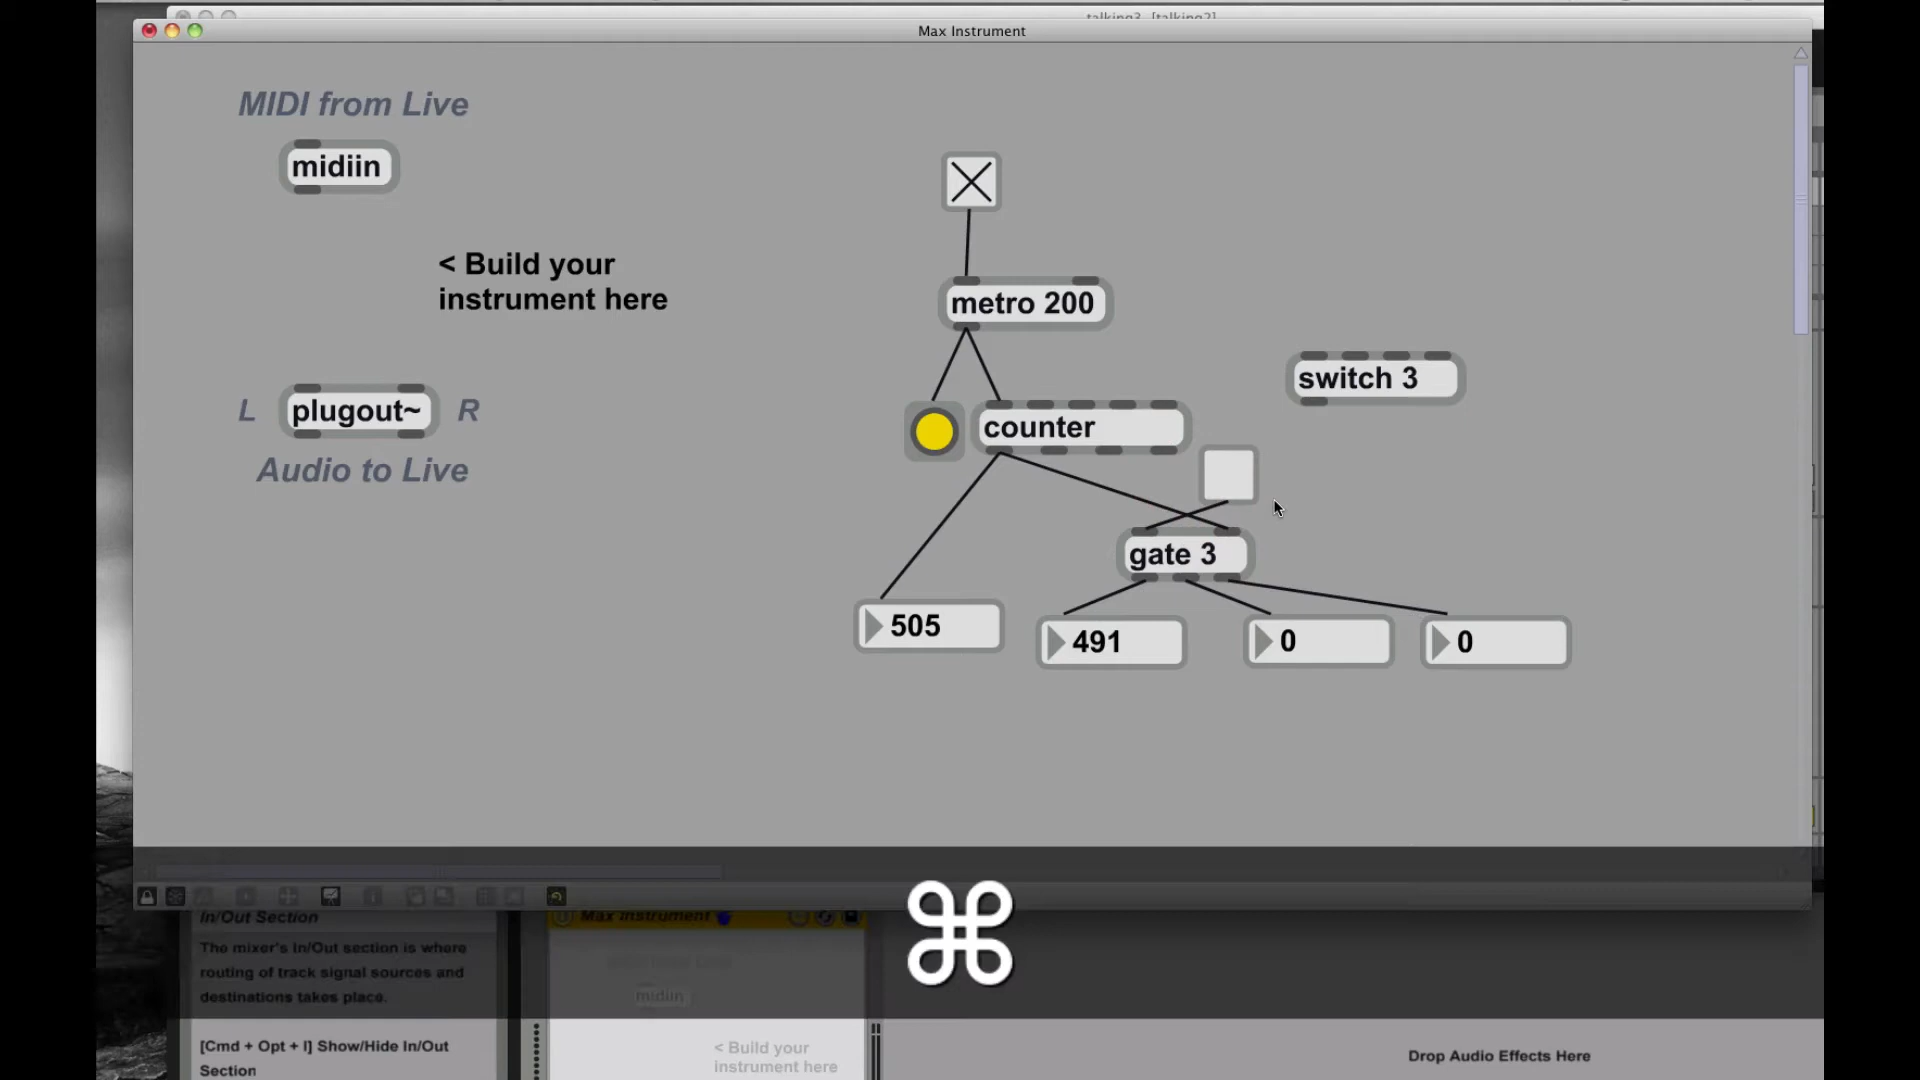 talking3 [talking2]
Max Instrument
MIDI from Live
midiin
< Build your
instrument here
metro 200
switch 3
L
plugout~
R
counter
Audio to Live
gate 3
505
491
0
0
In/Out Section
Max Instrument
The mixer's In/Out section is where
routing of track signal sources and
destinations takes place.
midiin
[Cmd + Opt + I] Show/Hide In/Out
Section
< Build your
instrument here
Drop Audio Effects Here